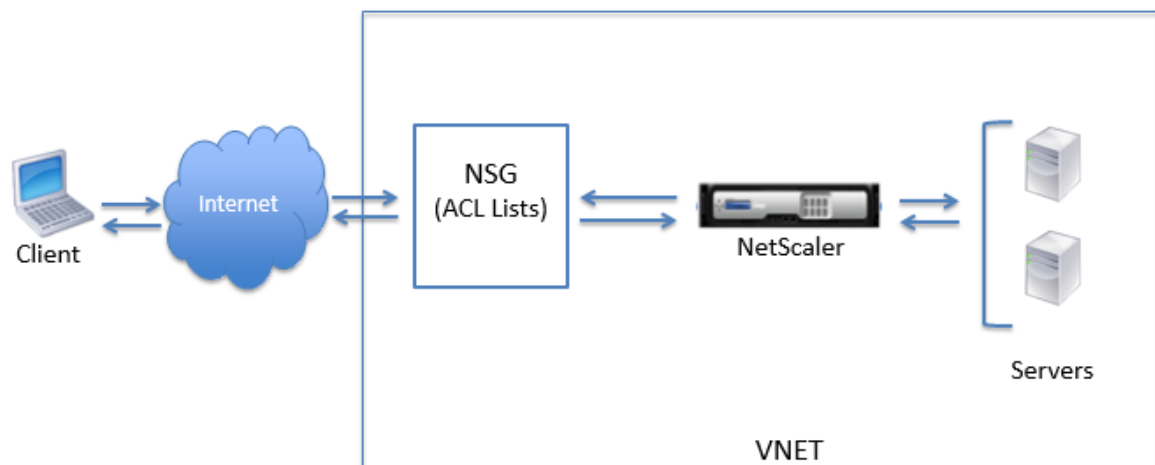 Client
Internet
NSG
(ACL Lists)
NetScaler
Servers
VNET